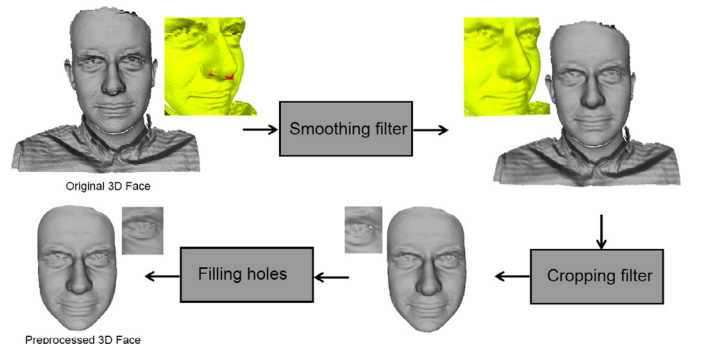 Smoothing filter
Original 3D Face
Filling holes
Cropping filter
Preprocessed 3D Face